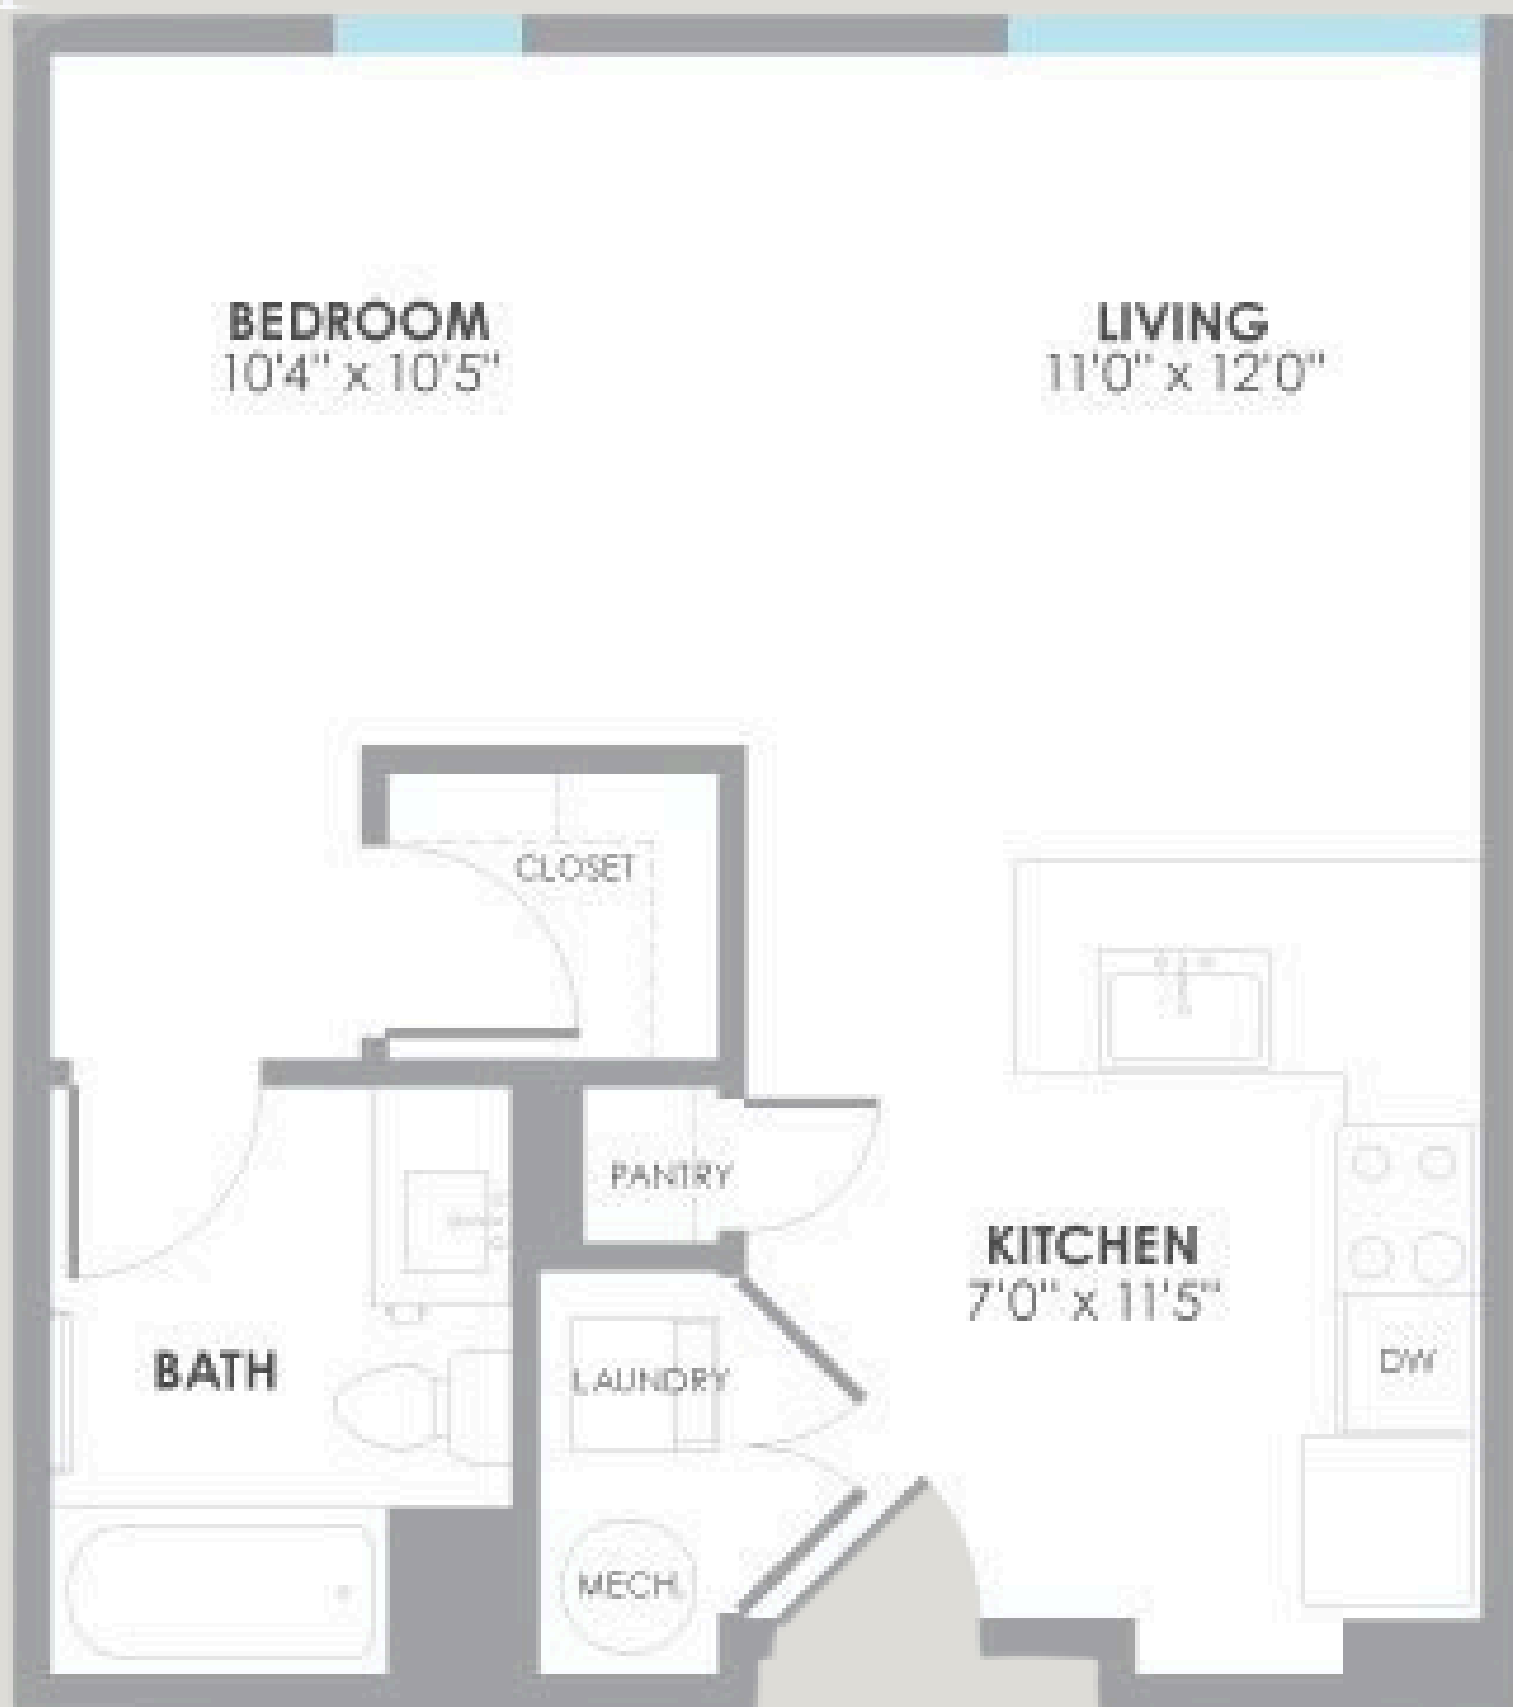 BEDROOM
10'4" x 10'5"
LIVING
11'0" x 12'0"
CLOSET
PANTRY
KITCHEN
7'0" x 11'5"
BATH
LAUNDRY
DW
MECH.